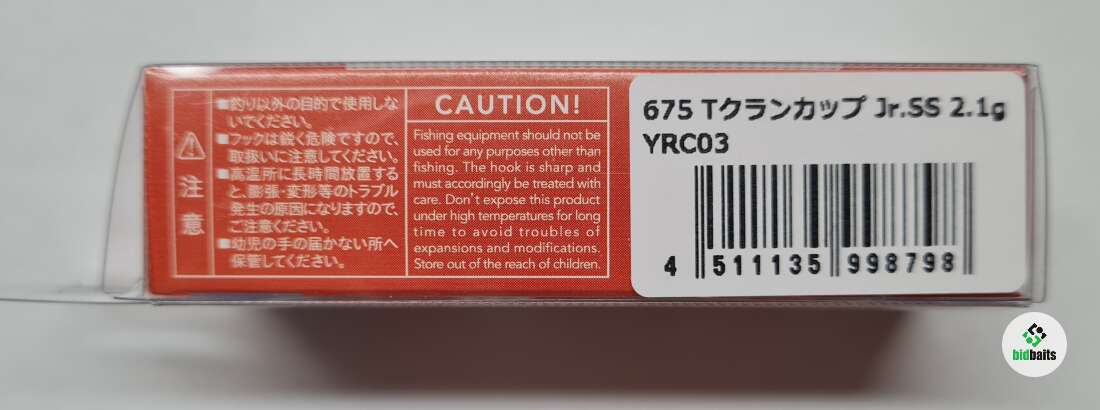 注意
■釣り以外の目的で使用しな
いでください。
■フックは鋭く危険ですので、
取扱いに注意してください。
■高温所に長時間放置する
と、膨張・変形等のトラブル
発生の原因になりますので、
ご注意ください。
■幼児の手の届かない所へ
保管してください。
CAUTION!
Fishing equipment should not be
used for any purposes other than
fishing. The hook is sharp and
must accordingly be treated with
care. Don't expose this product
under high temperatures for long
time to avoid troubles of
expansions and modifications.
Store out of the reach of children.
675 Tクランカップ Jr.SS 2.1g
YRC03
4 511135 998798
bidbaits